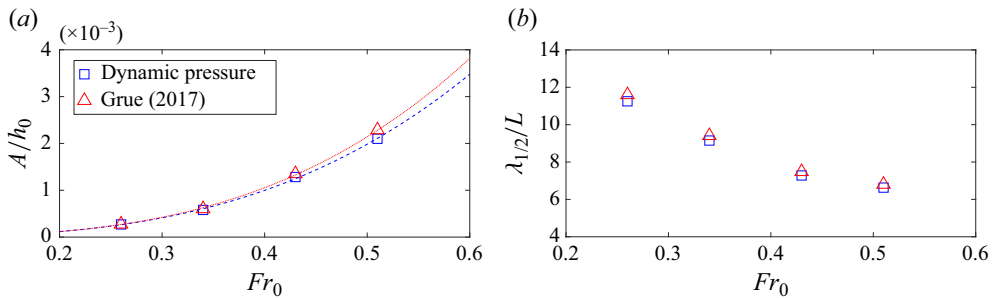 (a)
(×10⁻³)
4
3
2
1
0
A/h₀
Dynamic pressure
Grue (2017)
0.2 0.3 0.4 0.5 0.6
Fr₀
(b)
14
12
10
8
6
4
λ₁/₂/L
0.2 0.3 0.4 0.5 0.6
Fr₀